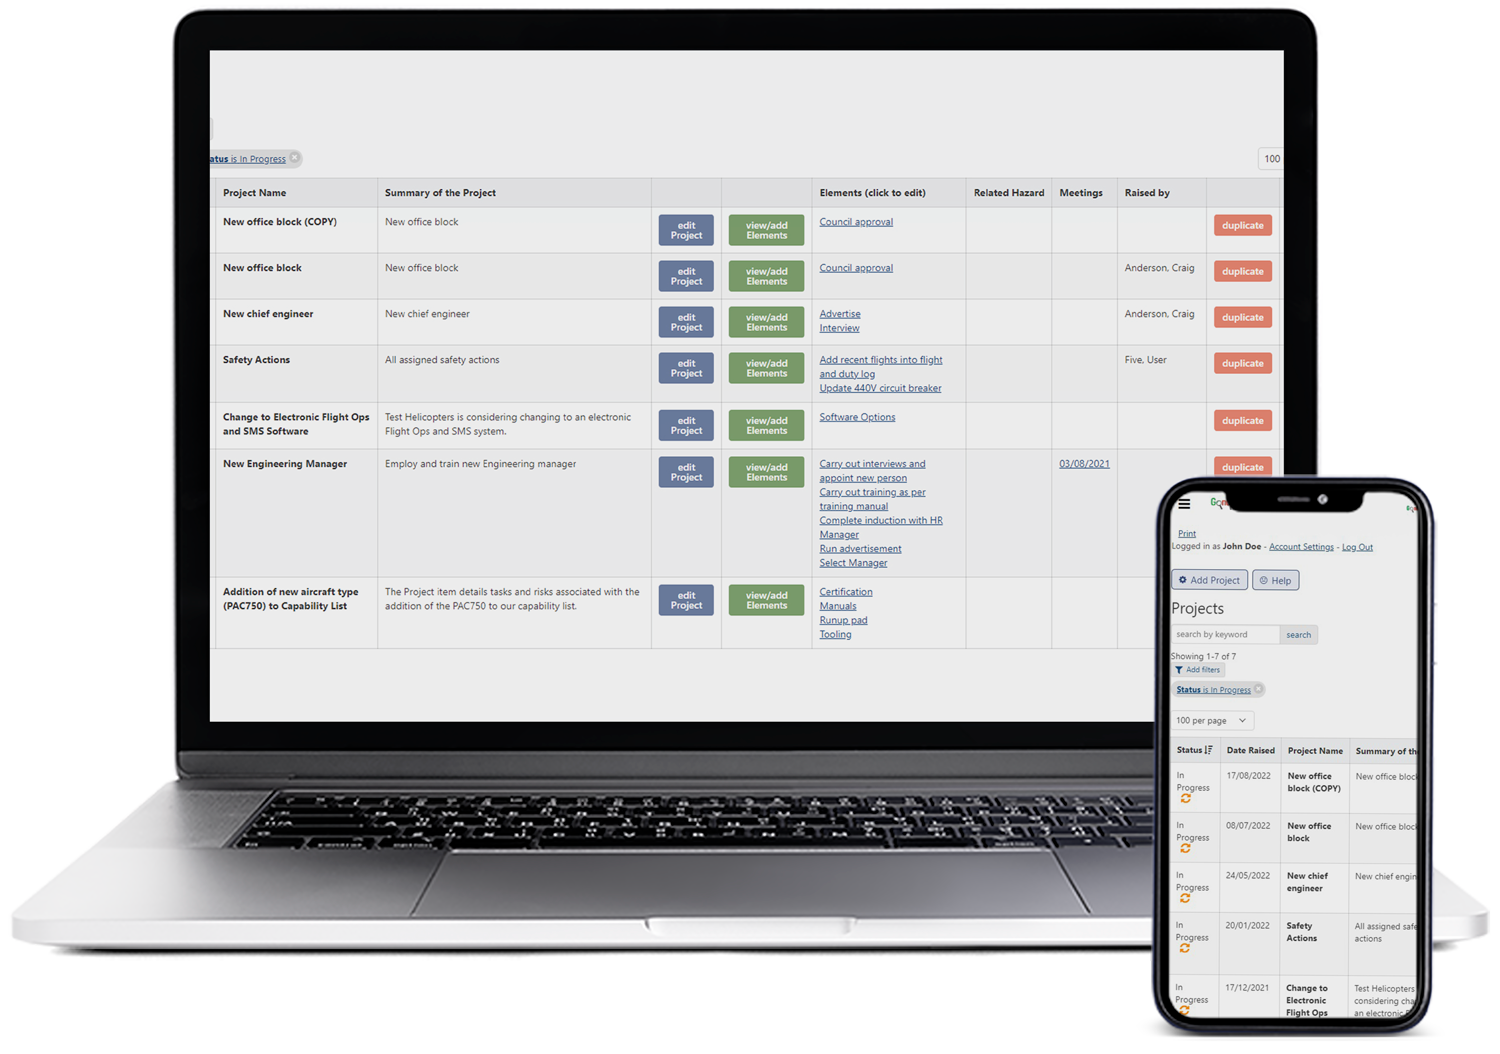 atus is In Progress
100
Project Name Summary of the Project Elements (click to edit) Related Hazard Meetings Raised by
New office block (COPY) New office block edit Project view/add Elements Council approval duplicate
New office block New office block edit Project view/add Elements Council approval Anderson, Craig duplicate
New chief engineer New chief engineer edit Project view/add Elements Advertise Anderson, Craig duplicate
Interview
Safety Actions All assigned safety actions edit Project view/add Elements Add recent flights into flight Five, User duplicate
and duty log
Update 440V circuit breaker
Change to Electronic Flight Ops Test Helicopters is considering changing to an electronic edit Project view/add Elements Software Options duplicate
and SMS Software Flight Ops and SMS system.
New Engineering Manager Employ and train new Engineering manager edit Project view/add Elements Carry out interviews and 03/08/2021 duplicate
appoint new person
Carry out training as per
training manual
Complete induction with HR
Manager
Run advertisement
Select Manager
Addition of new aircraft type The Project item details tasks and risks associated with the edit Project view/add Elements Certification
(PAC750) to Capability List addition of the PAC750 to our capability list. Manuals
Runup pad
Tooling
Print
Logged in as John Doe - Account Settings - Log Out
Add Project Help
Projects
search by keyword search
Showing 1-7 of 7
Add filters
Status is In Progress
100 per page
Status Date Raised Project Name Summary of th
In 17/08/2022 New office New office block
Progress block (COPY)
In 08/07/2022 New office New office bloc
Progress block
In 24/05/2022 New chief New chief engin
Progress engineer
In 20/01/2022 Safety All assigned safe
Progress Actions actions
In 17/12/2021 Change to Test Helicopters
Progress Electronic considering cha
Flight Ops an electronic